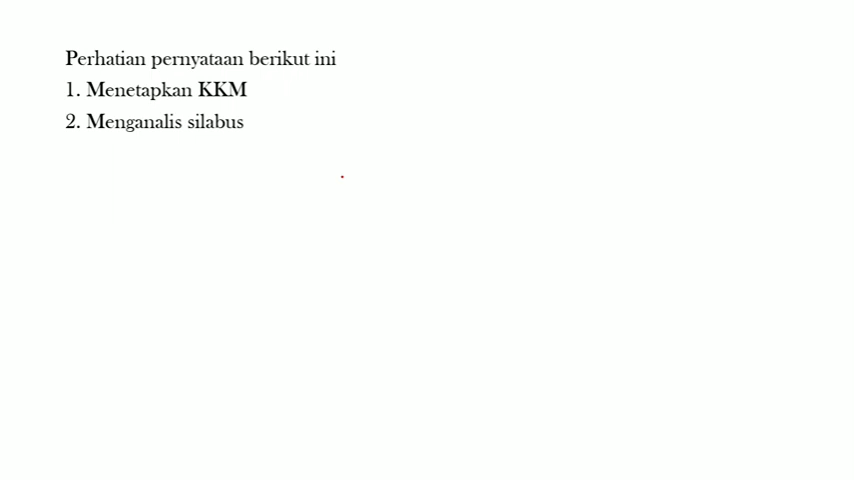 Perhatian pernyataan berikut ini
1. Menetapkan KKM
2. Menganalis silabus